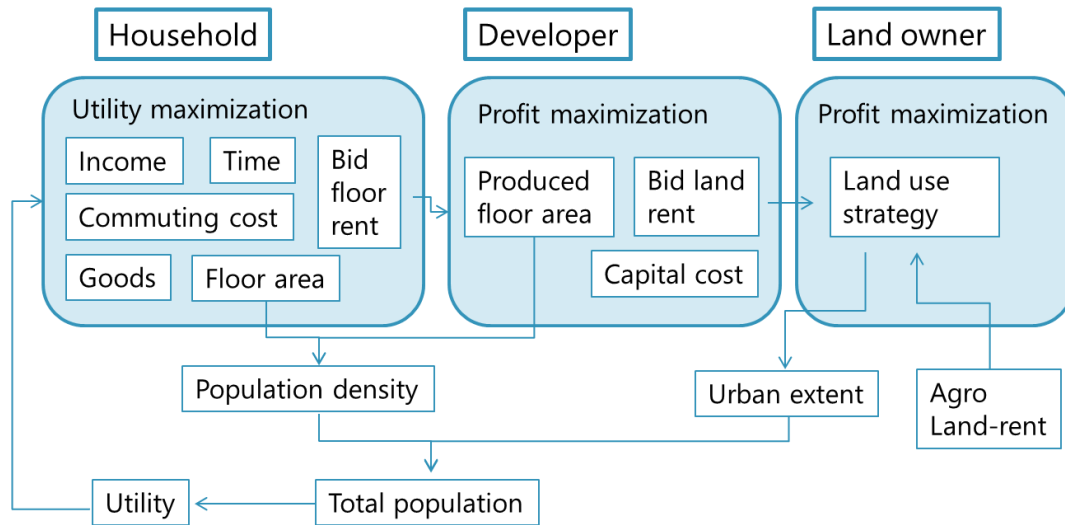 Household
Developer
Land owner
Utility maximization
Income
Time
Bid
floor
rent
Commuting cost
Goods
Floor area
Profit maximization
Produced
floor area
Bid land
rent
Capital cost
Profit maximization
Land use
strategy
Population density
Urban extent
Agro
Land-rent
Utility
Total population